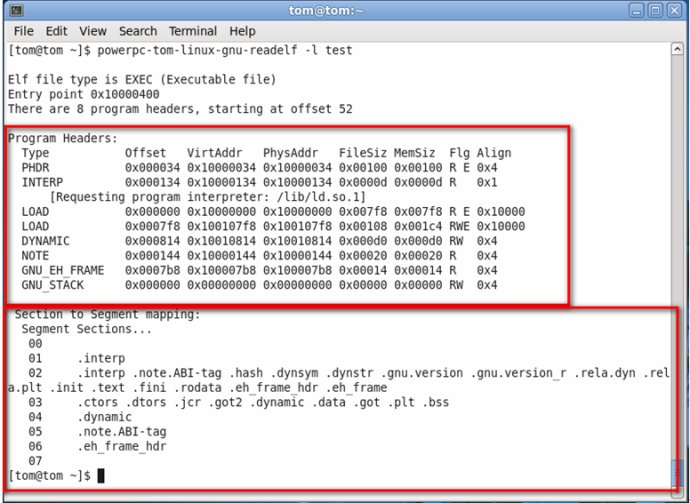 tom@tom:~
File Edit View Search Terminal Help
[tom@tom ~]$ powerpc-tom-linux-gnu-readelf -l test
Elf file type is EXEC (Executable file)
Entry point 0x10000400
There are 8 program headers, starting at offset 52
Program Headers:
Type Offset VirtAddr PhysAddr FileSiz MemSiz Flg Align
PHDR 0x000034 0x10000034 0x10000034 0x00100 0x00100 R E 0x4
INTERP 0x000134 0x10000134 0x10000134 0x0000d 0x0000d R 0x1
[Requesting program interpreter: /lib/ld.so.1]
LOAD 0x000000 0x10000000 0x10000000 0x007f8 0x007f8 R E 0x10000
LOAD 0x0007f8 0x100107f8 0x100107f8 0x00108 0x001c4 RWE 0x10000
DYNAMIC 0x000814 0x10010814 0x10010814 0x000d0 0x000d0 RW 0x4
NOTE 0x000144 0x10000144 0x10000144 0x00020 0x00020 R 0x4
GNU_EH_FRAME 0x0007b8 0x100007b8 0x100007b8 0x00014 0x00014 R 0x4
GNU_STACK 0x000000 0x00000000 0x00000000 0x00000 0x00000 RW 0x4
Section to Segment mapping:
Segment Sections...
00
01 .interp
02 .interp .note.ABI-tag .hash .dynsym .dynstr .gnu.version .gnu.version_r .rela.dyn .rel
a.plt .init .text .fini .rodata .eh_frame_hdr .eh_frame
03 .ctors .dtors .jcr .got2 .dynamic .data .got .plt .bss
04 .dynamic
05 .note.ABI-tag
06 .eh_frame_hdr
07
[tom@tom ~]$